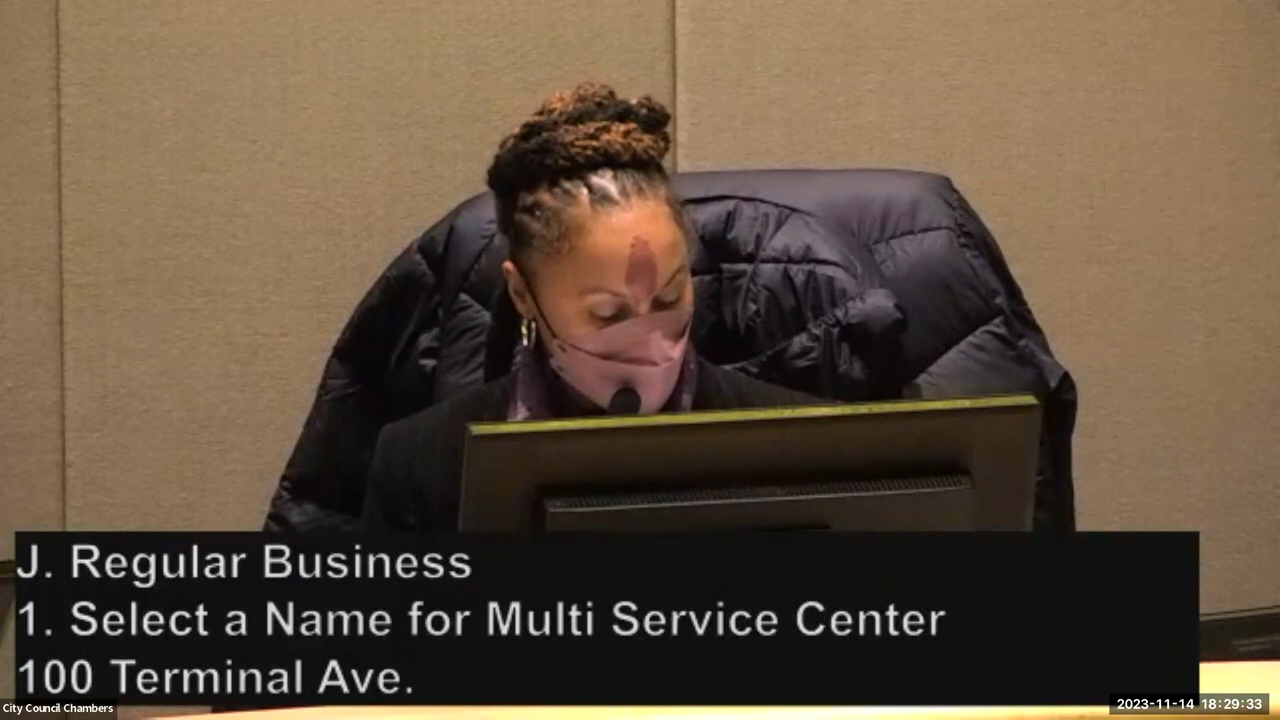 J. Regular Business
1. Select a Name for Multi Service Center
100 Terminal Ave.
City Council Chambers
2023-11-14 18:29:33